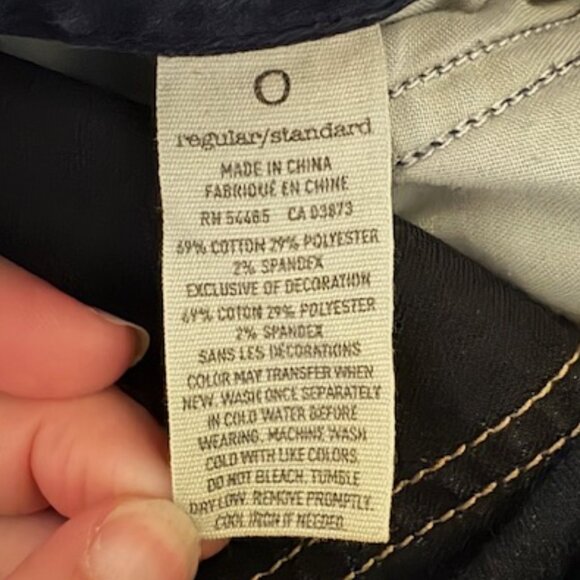 0
regular/standard
MADE IN CHINA
FABRIQUÉ EN CHINE
RN 54485 CA 03873
69% COTTON 29% POLYESTER
2% SPANDEX
EXCLUSIVE OF DECORATION
69% COTON 29% POLYESTER
2% SPANDEX
SANS LES DÉCORATIONS
COLOR MAY TRANSFER WHEN
NEW. WASH ONCE SEPARATELY
IN COLD WATER BEFORE
WEARING. MACHINE WASH
COLD WITH LIKE COLORS.
DO NOT BLEACH. TUMBLE
DRY LOW. REMOVE PROMPTLY.
COOL IRON IF NEEDED.